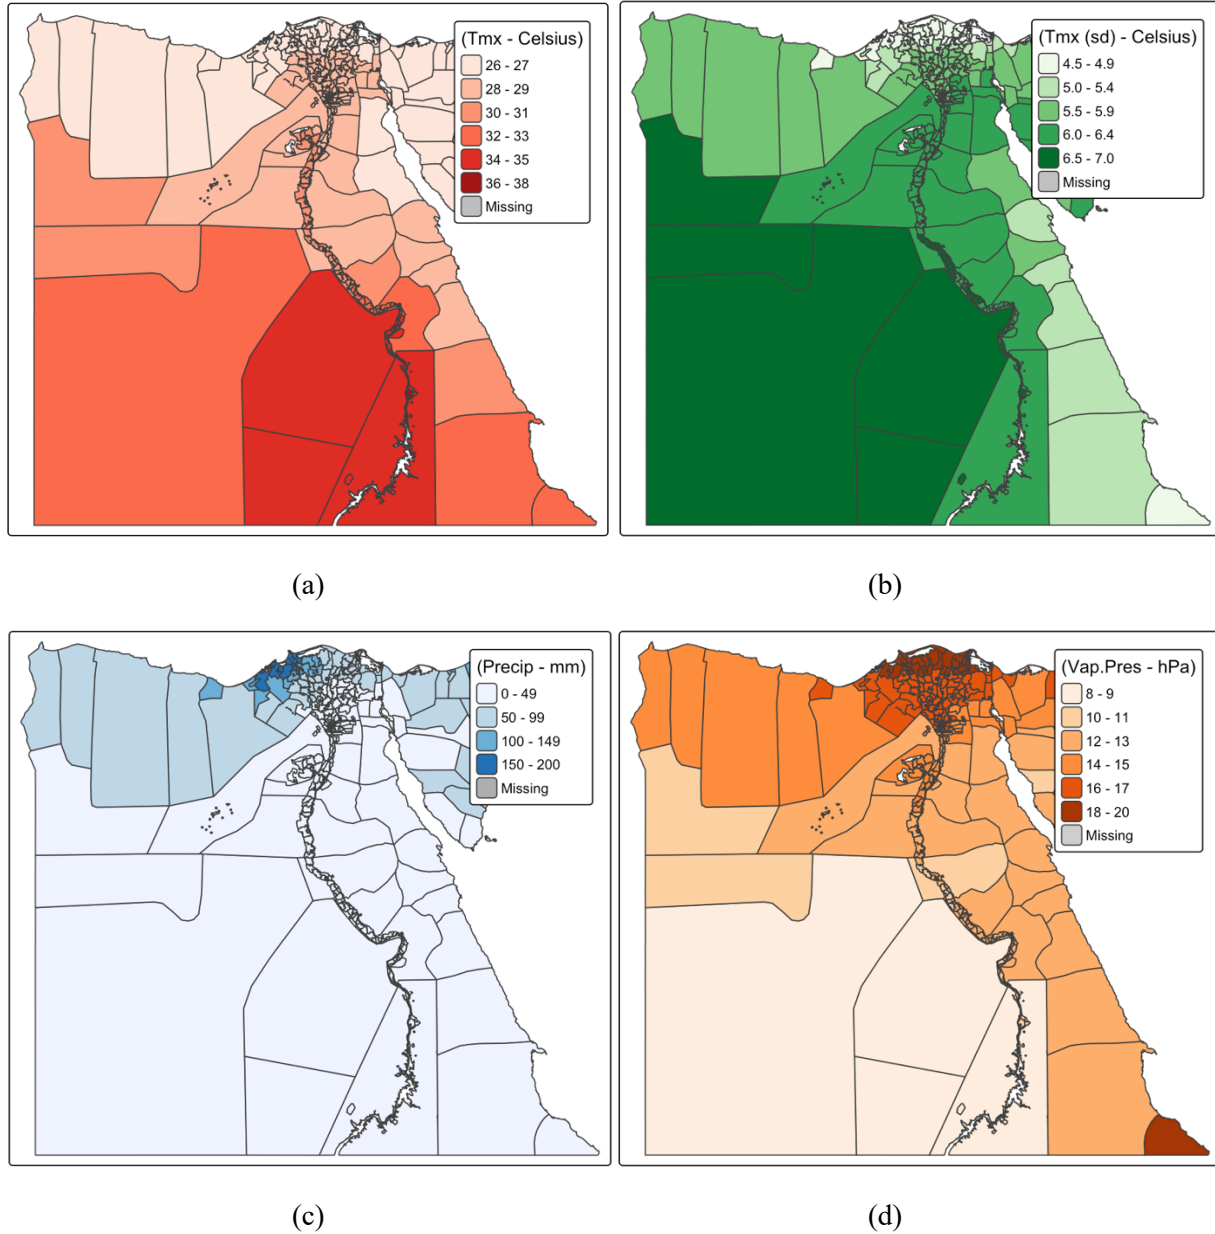 (Tmx - Celsius)
26 - 27
28 - 29
30 - 31
32 - 33
34 - 35
36 - 38
Missing
(Tmx (sd) - Celsius)
4.5 - 4.9
5.0 - 5.4
5.5 - 5.9
6.0 - 6.4
6.5 - 7.0
Missing
(a)
(b)
(Precip - mm)
0 - 49
50 - 99
100 - 149
150 - 200
Missing
(Vap.Pres - hPa)
8 - 9
10 - 11
12 - 13
14 - 15
16 - 17
18 - 20
Missing
(c)
(d)